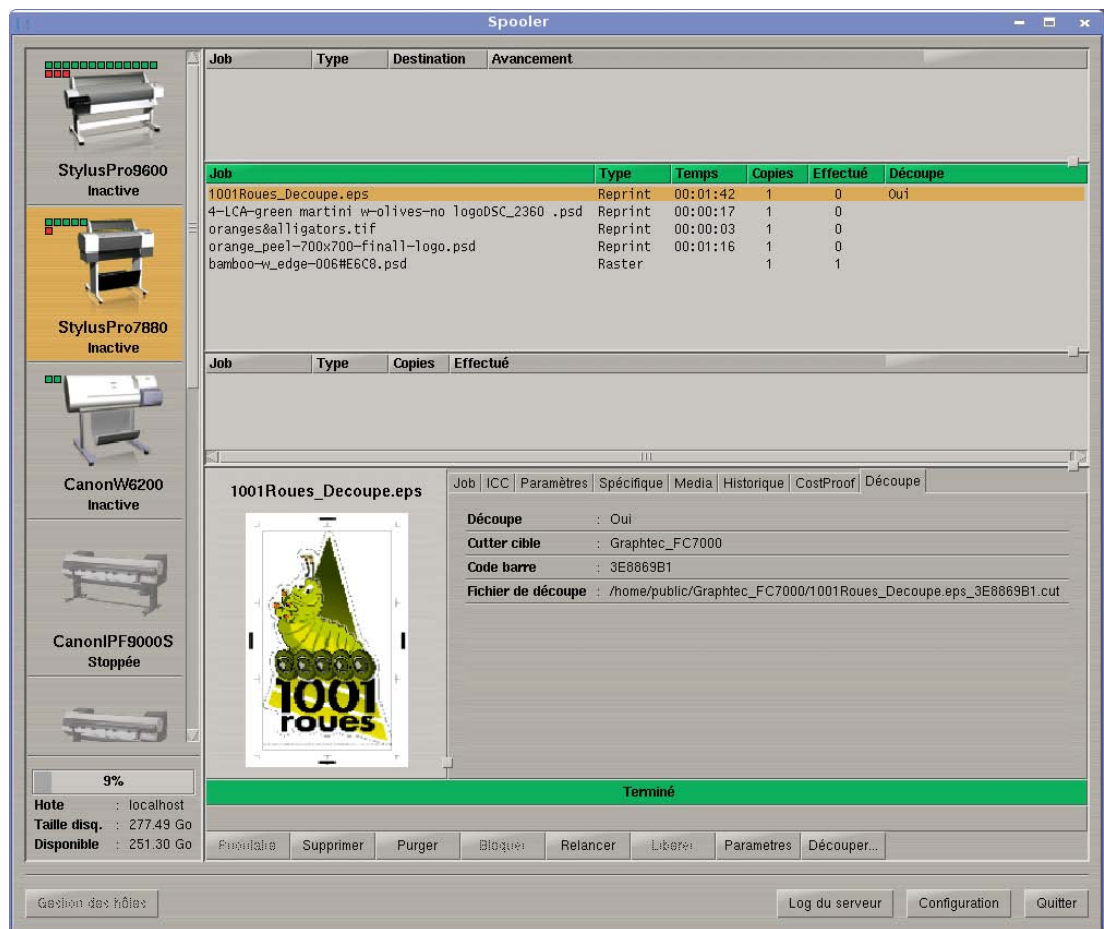 Spooler
StylusPro9600
Inactive
StylusPro7880
Inactive
CanonW6200
Inactive
CanonIPF9000S
Stoppée
9%
Hote : localhost
Taille disq. : 277.49 Go
Disponible : 251.30 Go
Job Type Destination Avancement
Job Type Temps Copies Effectué Découpe
1001Roues_Decoupe.eps Reprint 00:01:42 1 0 Oui
4-LCA-green martini w-olives-no logoDSC_2360 .psd Reprint 00:00:17 1 0
oranges&alligators.tif Reprint 00:00:03 1 0
orange_peel-700x700-finall-logo.psd Reprint 00:01:16 1 0
bamboo-w_edge-006#E6C8.psd Raster 1 1
Job Type Copies Effectué
1001Roues_Decoupe.eps
1001
roues
Job ICC Paramètres Spécifique Media Historique CostProof Découpe
Découpe : Oui
Cutter cible : Graphtec_FC7000
Code barre : 3E8869B1
Fichier de découpe : /home/public/Graphtec_FC7000/1001Roues_Decoupe.eps_3E8869B1.cut
Terminé
Supprimer Purger Bloquer Relancer Liberer Parametres Découper...
Gestion des hôtes Log du serveur Configuration Quitter